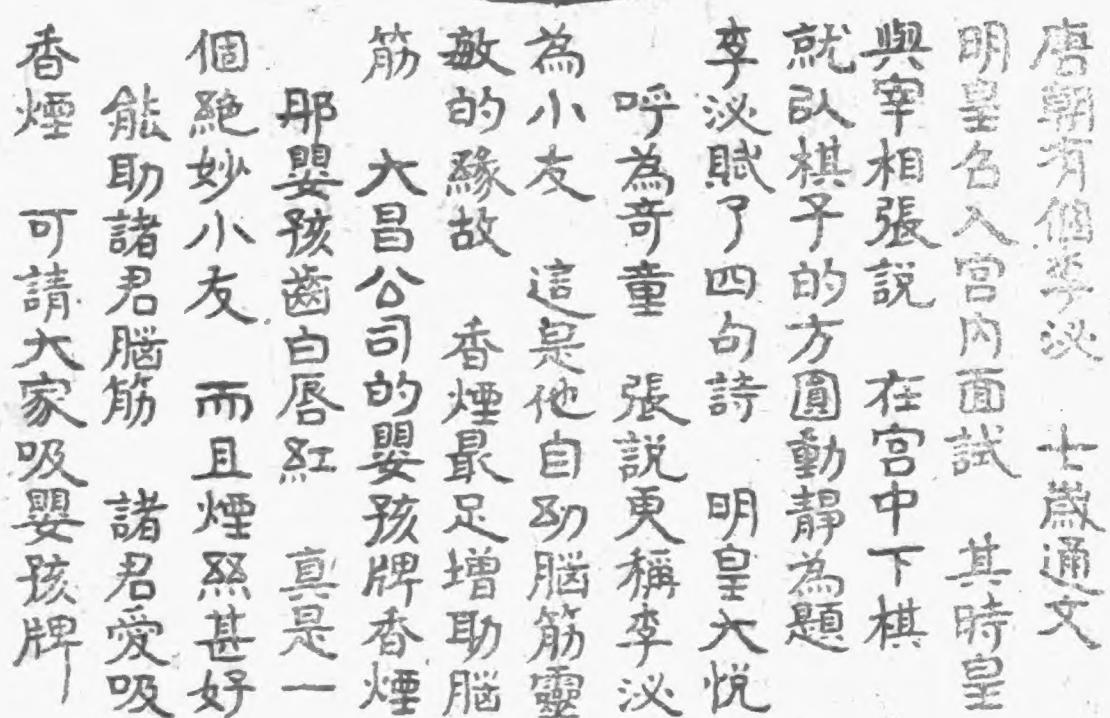 唐朝有個李泌　七歲通文
明皇召入宮內面試　其時皇
與宰相張説　在宮中下棋
就以棋子的方圓動靜為題
李泌賦了四句詩　明皇大悦
呼為奇童　張説更稱李泌
為小友　這是他自幼腦筋靈
敏的緣故　香煙最足增助腦
筋　大昌公司的嬰孩牌香煙
那嬰孩齒白唇紅　真是一
個絶妙小友　而且煙絲甚好
能助諸君腦筋　諸君愛吸
香煙　可請大家吸嬰孩牌